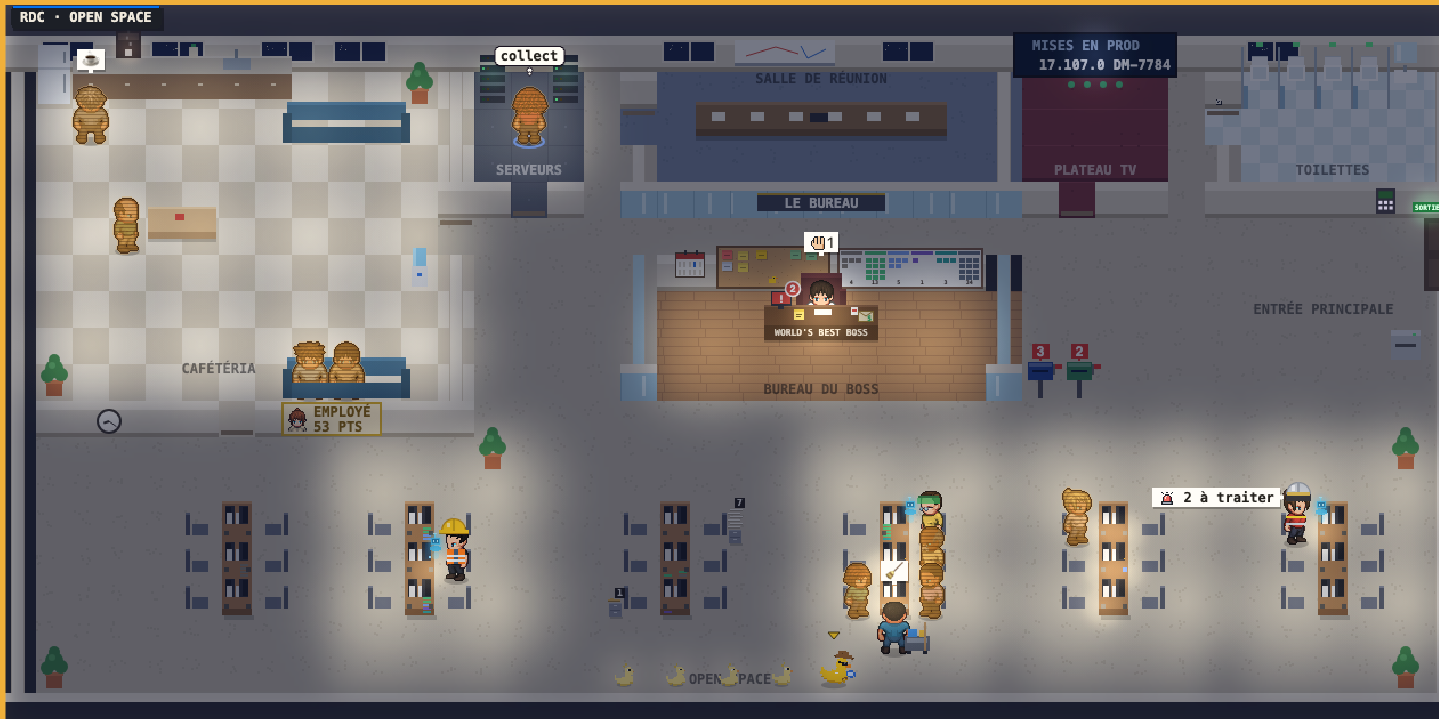 RDC · OPEN SPACE
collect
MISES EN PROD
17.107.0 DM-7784
SALLE DE RÉUNION
SERVEURS
PLATEAU TV
TOILETTES
LE BUREAU
SORTIE
1
2
WORLD'S BEST BOSS
ENTRÉE PRINCIPALE
3
2
CAFÉTÉRIA
BUREAU DU BOSS
EMPLOYÉ
53 PTS
2 à traiter
7
1
OPEN SPACE